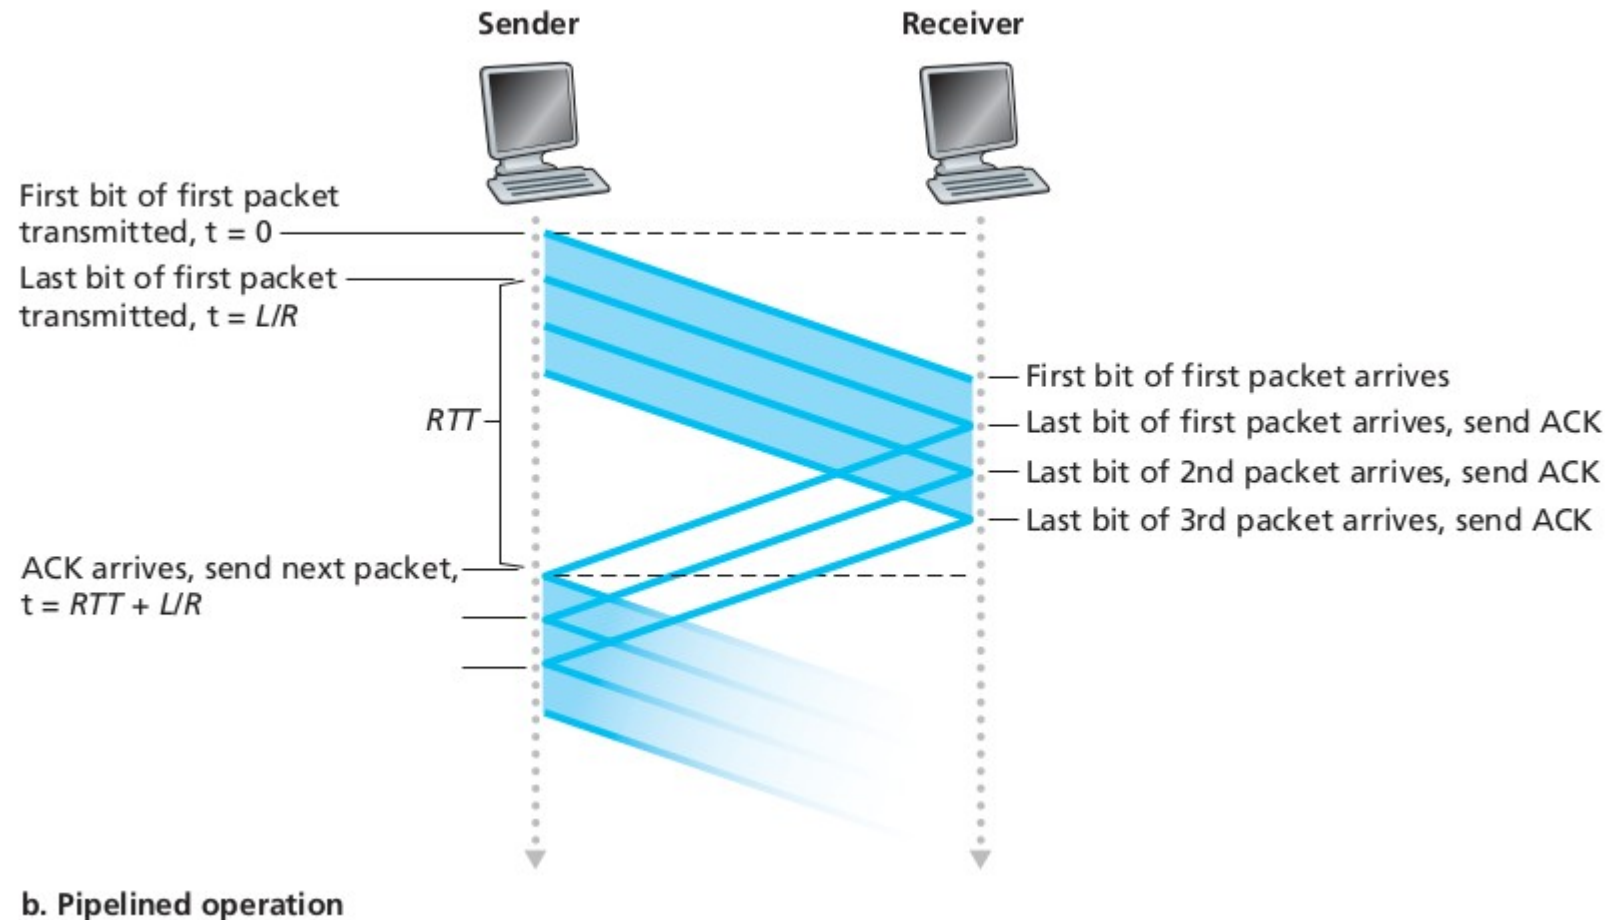 Sender
Receiver
First bit of first packet
transmitted, t = 0
Last bit of first packet
transmitted, t = L/R
RTT
First bit of first packet arrives
Last bit of first packet arrives, send ACK
Last bit of 2nd packet arrives, send ACK
Last bit of 3rd packet arrives, send ACK
ACK arrives, send next packet,
t = RTT + L/R
b. Pipelined operation